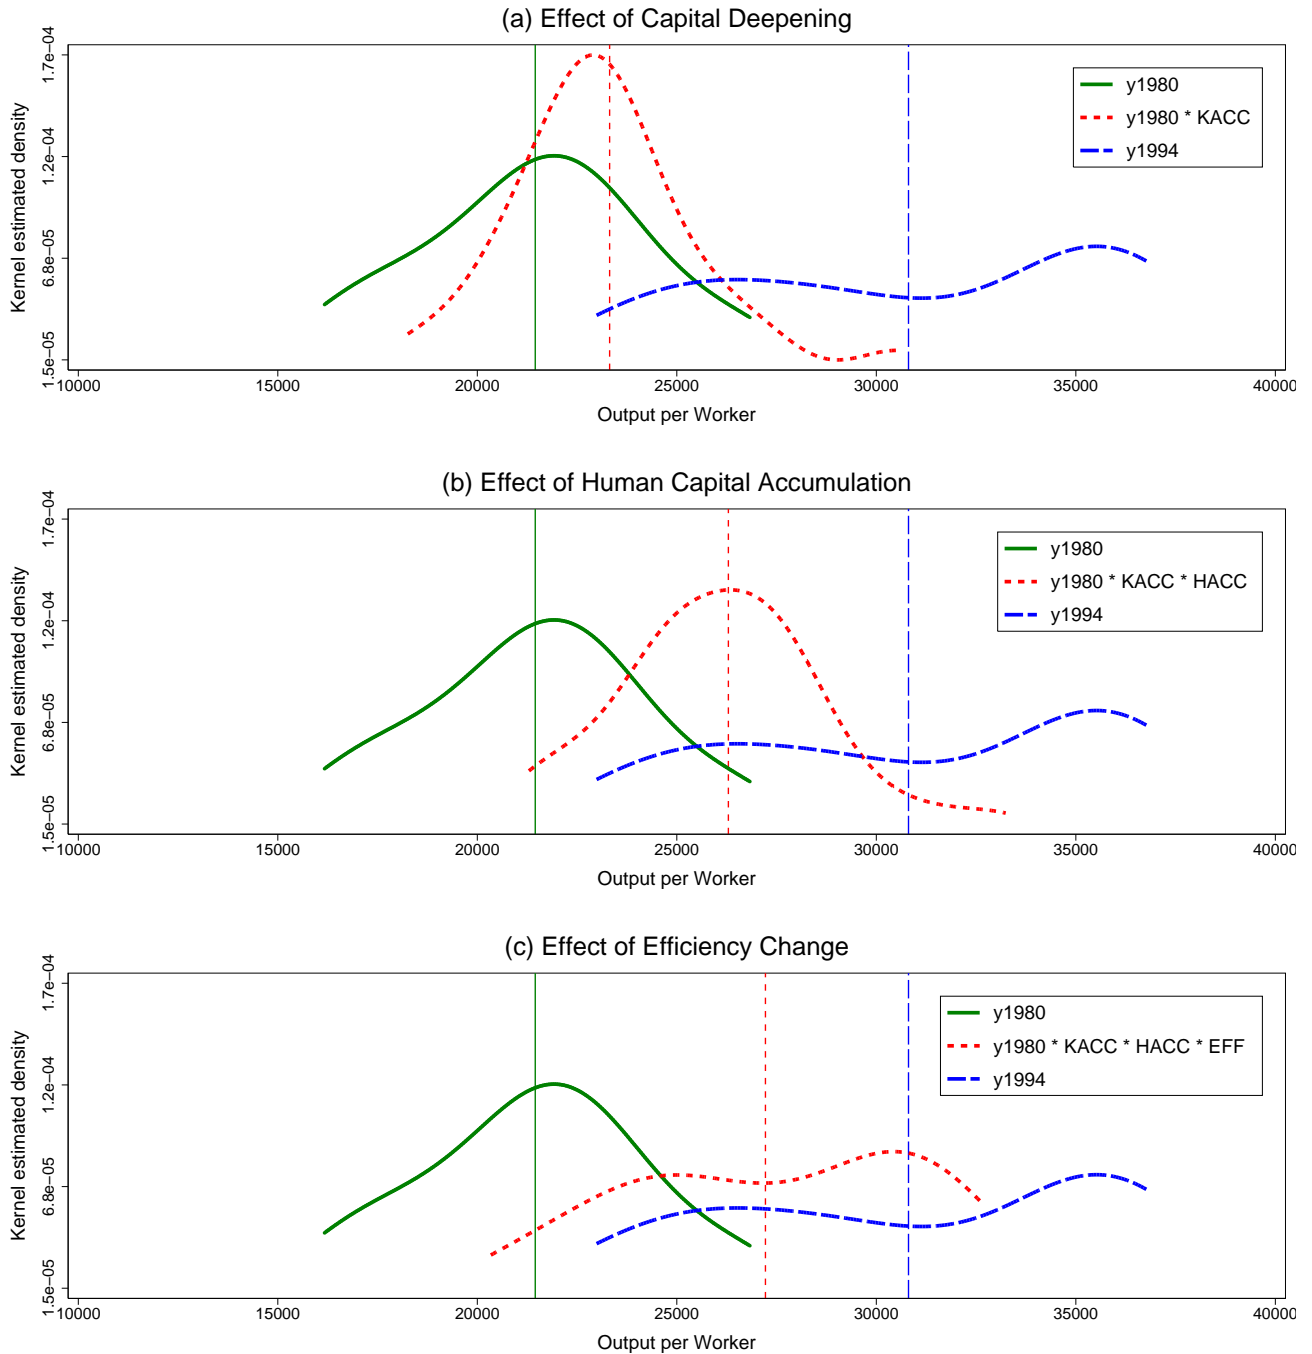 (a) Effect of Capital Deepening
Kernel estimated density
1.5e−05 6.8e−05 1.2e−04 1.7e−04
y1980
y1980 * KACC
y1994
10000 15000 20000 25000 30000 35000 40000
Output per Worker
(b) Effect of Human Capital Accumulation
Kernel estimated density
1.5e−05 6.8e−05 1.2e−04 1.7e−04
y1980
y1980 * KACC * HACC
y1994
10000 15000 20000 25000 30000 35000 40000
Output per Worker
(c) Effect of Efficiency Change
Kernel estimated density
1.5e−05 6.8e−05 1.2e−04 1.7e−04
y1980
y1980 * KACC * HACC * EFF
y1994
10000 15000 20000 25000 30000 35000 40000
Output per Worker